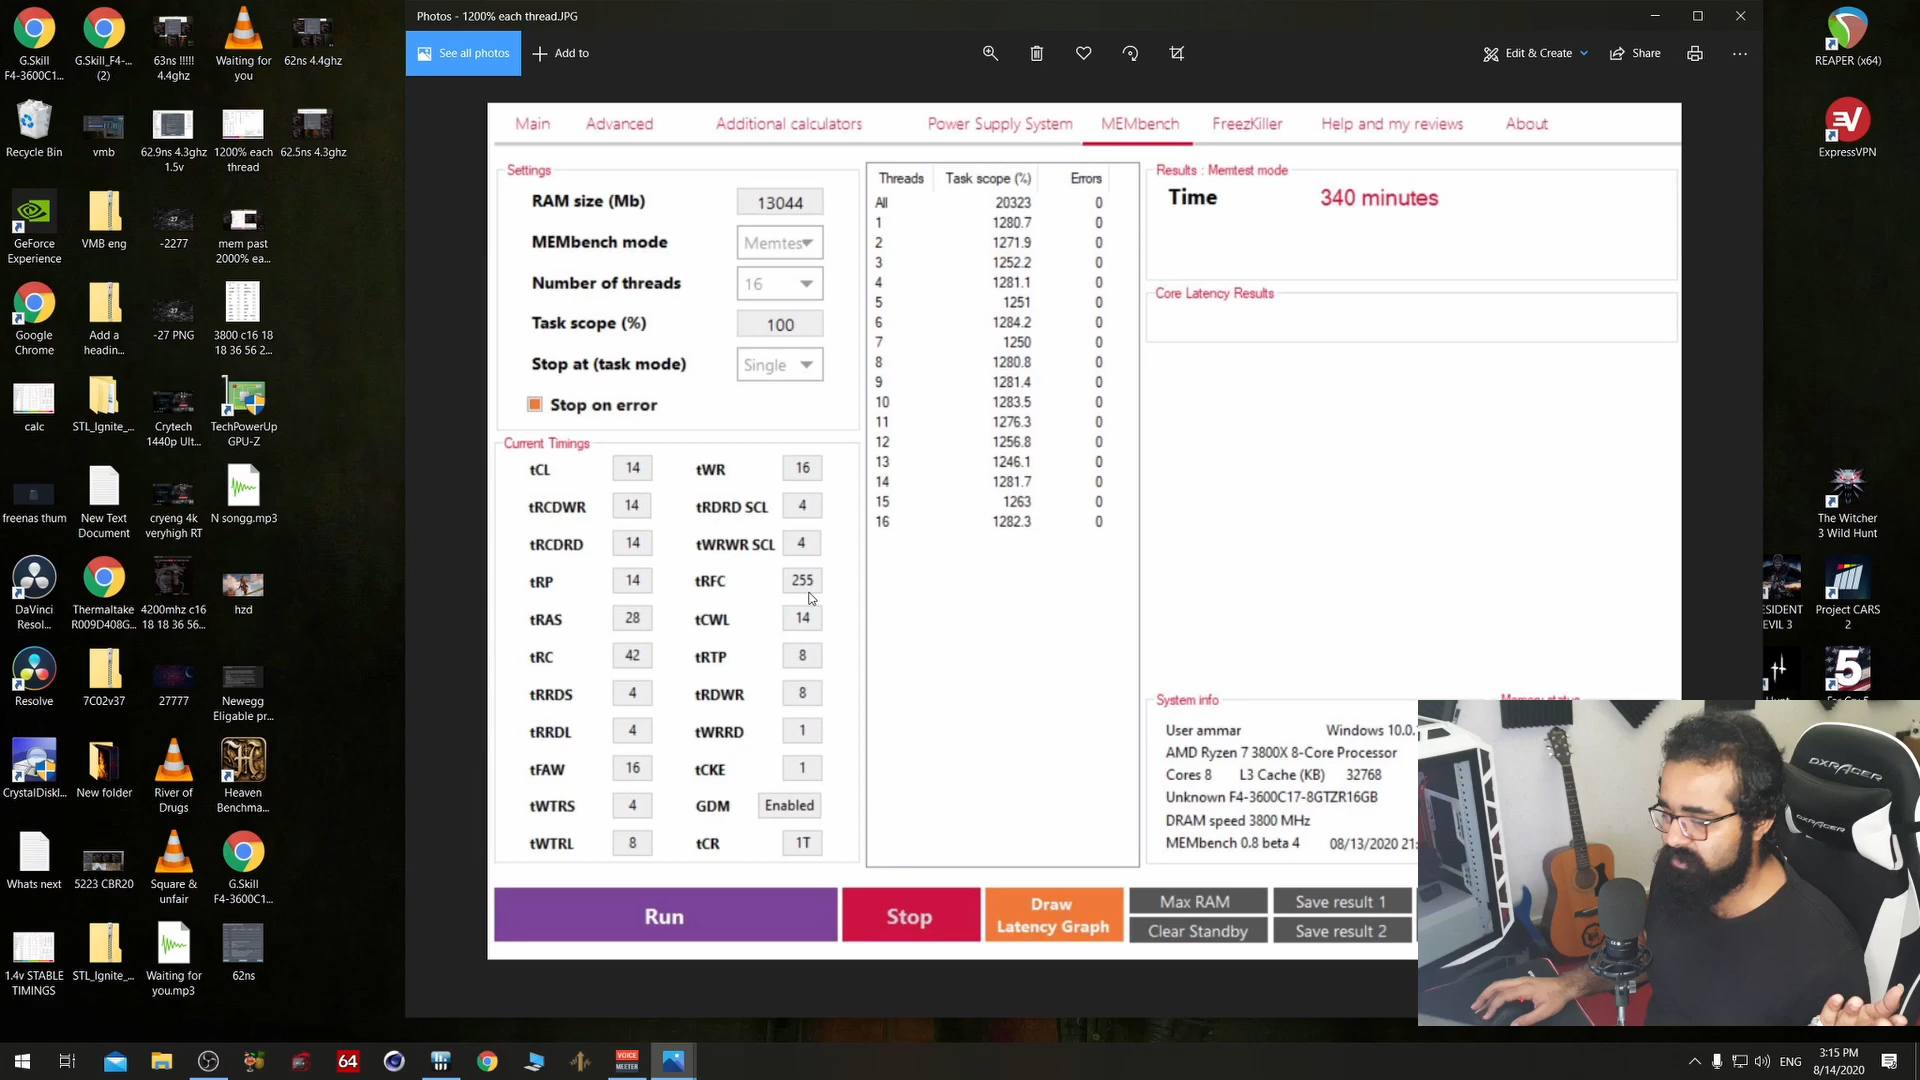 Photos - 1200% each thread.JPG
See all photos
Add to
Edit & Create
Share
Main
Advanced
Additional calculators
Power Supply System
MEMbench
FreezKiller
Help and my reviews
About
Settings
RAM size (Mb) 13044
MEMbench mode Memtes
Number of threads 16
Task scope (%) 100
Stop at (task mode) Single
Stop on error
Current Timings
tCL 14 tWR 16
tRCDWR 14 tRDRD SCL 4
tRCDRD 14 tWRWR SCL 4
tRP 14 tRFC 255
tRAS 28 tCWL 14
tRC 42 tRTP 8
tRRDS 4 tRDWR 8
tRRDL 4 tWRRD 1
tFAW 16 tCKE 1
tWTRS 4 GDM Enabled
tWTRL 8 tCR 1T
Threads Task scope (%) Errors
All 20323 0
1 1280.7 0
2 1271.9 0
3 1252.2 0
4 1281.1 0
5 1251 0
6 1284.2 0
7 1250 0
8 1280.8 0
9 1281.4 0
10 1283.5 0
11 1276.3 0
12 1256.8 0
13 1246.1 0
14 1281.7 0
15 1263 0
16 1282.3 0
Results : Memtest mode
Time 340 minutes
Core Latency Results
System info
User ammar Windows 10.0.
AMD Ryzen 7 3800X 8-Core Processor
Cores 8 L3 Cache (KB) 32768
Unknown F4-3600C17-8GTZR16GB
DRAM speed 3800 MHz
MEMbench 0.8 beta 4 08/13/2020 21:
Run
Stop
Draw
Latency Graph
Max RAM
Clear Standby
Save result 1
Save result 2
G.Skill
F4-3600C1...
G.Skill_F4-...
(2)
63ns !!!!!
4.4ghz
Waiting for
you
62ns 4.4ghz
Recycle Bin
vmb
62.9ns 4.3ghz
1.5v
1200% each
thread
62.5ns 4.3ghz
GeForce
Experience
VMB eng
-2277
mem past
2000% ea...
Google
Chrome
Add a
headin...
-27 PNG
3800 c16 18
18 36 56 2...
calc
STL_Ignite_...
Crytech
1440p Ult...
TechPowerUp
GPU-Z
freenas thum
New Text
Document
cryeng 4k
veryhigh RT
N songg.mp3
DaVinci
Resol...
Thermaltake
R009D408G...
4200mhz c16
18 18 36 56...
hzd
Resolve
7C02v37
27777
Newegg
Eligable pr...
CrystalDiskI...
New folder
River of
Drugs
Heaven
Benchma...
Whats next
5223 CBR20
Square &
unfair
G.Skill
F4-3600C1...
1.4v STABLE
TIMINGS
STL_Ignite_...
Waiting for
you.mp3
62ns
REAPER (x64)
EV
ExpressVPN
The Witcher
3 Wild Hunt
ESIDENT
EVIL 3
Project CARS
2
5
DXRACER
DXRACER
64
VOICE
MEETER
ENG
3:15 PM
8/14/2020